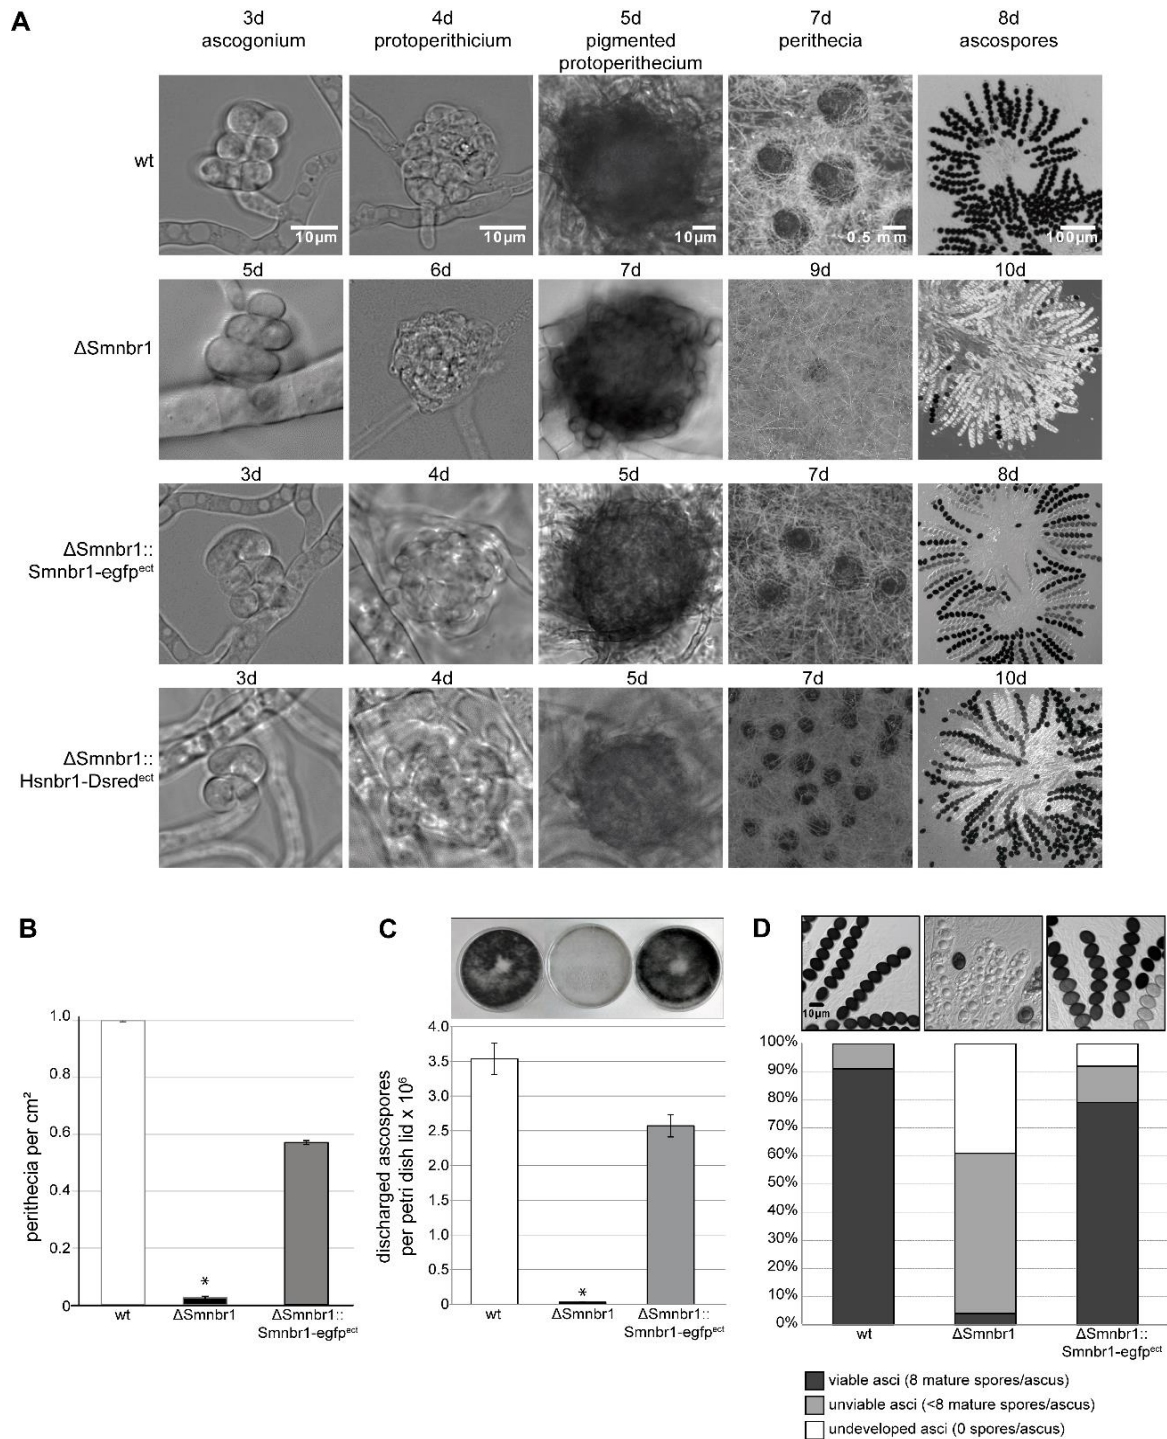 A
3d
ascogonium
4d
protoperithicium
5d
pigmented
protoperithecium
7d
perithecia
8d
ascospores
wt
10µm
10µm
10µm
0.5 mm
100µm
5d
6d
7d
9d
10d
ΔSmnbr1
3d
4d
5d
7d
8d
ΔSmnbr1::
Smnbr1-egfpᵉᶜᵗ
3d
4d
5d
7d
10d
ΔSmnbr1::
Hsnbr1-Dsredᵉᶜᵗ
B
perithecia per cm²
1.0
0.8
0.6
0.4
0.2
0
*
wt
ΔSmnbr1
ΔSmnbr1::
Smnbr1-egfpᵉᶜᵗ
C
discharged ascospores
per petri dish lid x 10⁶
4.0
3.5
3.0
2.5
2.0
1.5
1.0
0.5
0
*
wt
ΔSmnbr1
ΔSmnbr1::
Smnbr1-egfpᵉᶜᵗ
D
10µm
100%
90%
80%
70%
60%
50%
40%
30%
20%
10%
0%
wt
ΔSmnbr1
ΔSmnbr1::
Smnbr1-egfpᵉᶜᵗ
viable asci (8 mature spores/ascus)
unviable asci (<8 mature spores/ascus)
undeveloped asci (0 spores/ascus)